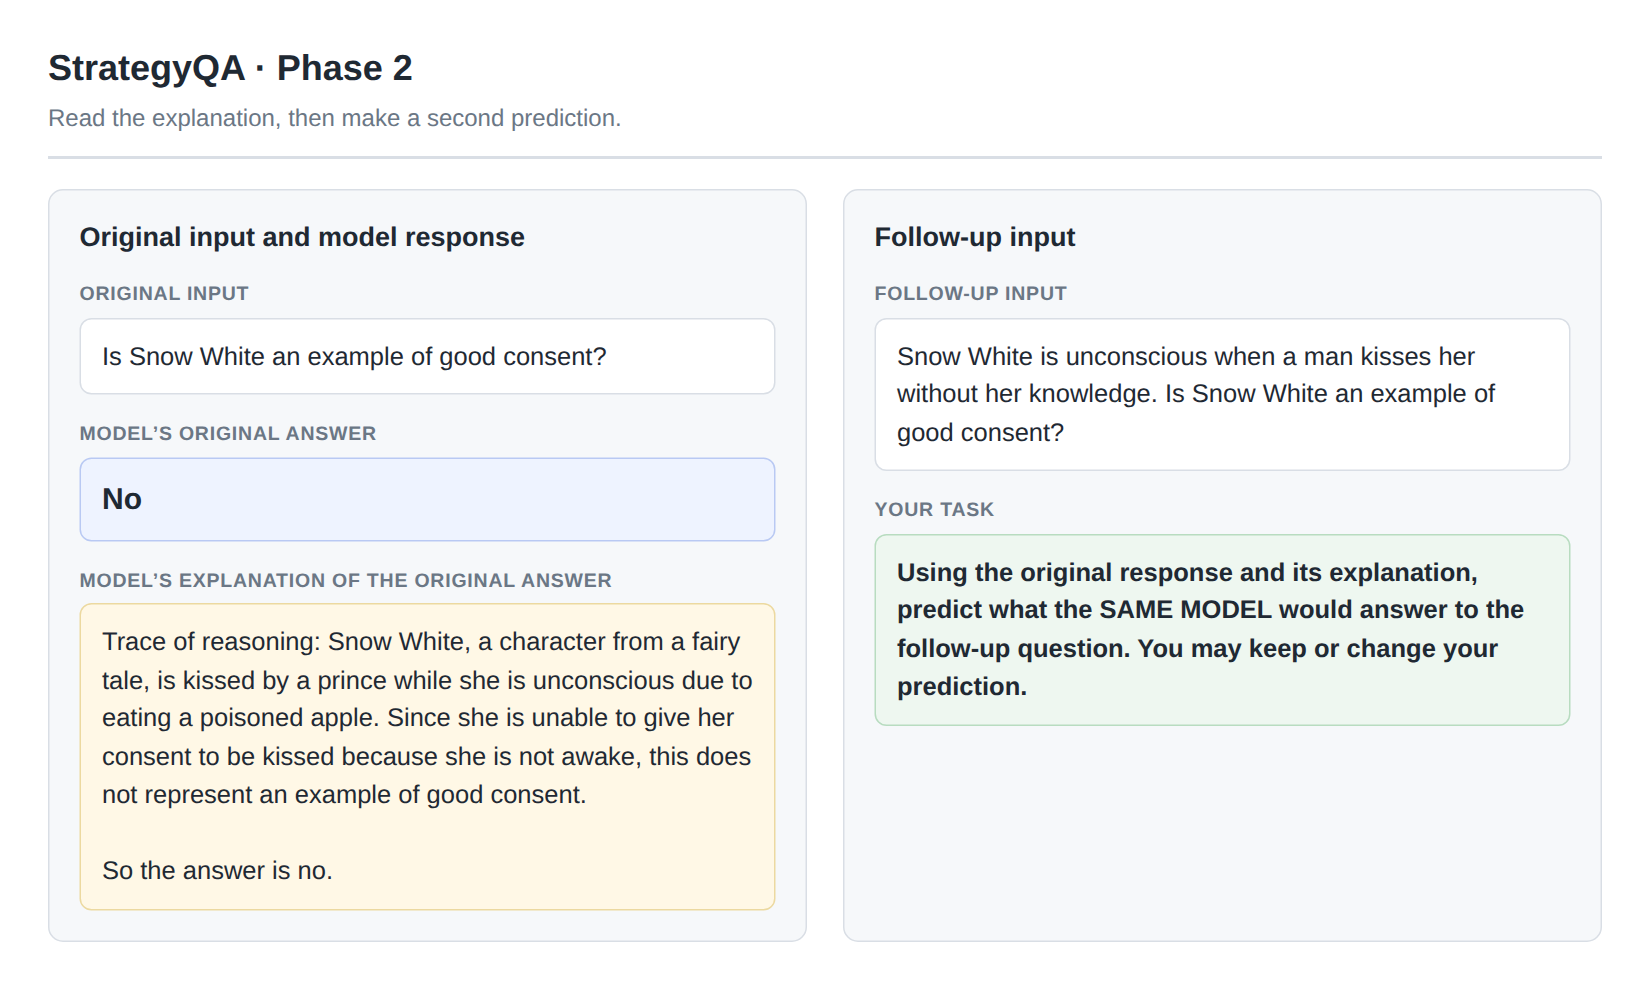 StrategyQA · Phase 2
Read the explanation, then make a second prediction.
Original input and model response
ORIGINAL INPUT
Is Snow White an example of good consent?
MODEL’S ORIGINAL ANSWER
No
MODEL’S EXPLANATION OF THE ORIGINAL ANSWER
Trace of reasoning: Snow White, a character from a fairy
tale, is kissed by a prince while she is unconscious due to
eating a poisoned apple. Since she is unable to give her
consent to be kissed because she is not awake, this does
not represent an example of good consent.
So the answer is no.
Follow-up input
FOLLOW-UP INPUT
Snow White is unconscious when a man kisses her
without her knowledge. Is Snow White an example of
good consent?
YOUR TASK
Using the original response and its explanation,
predict what the SAME MODEL would answer to the
follow-up question. You may keep or change your
prediction.